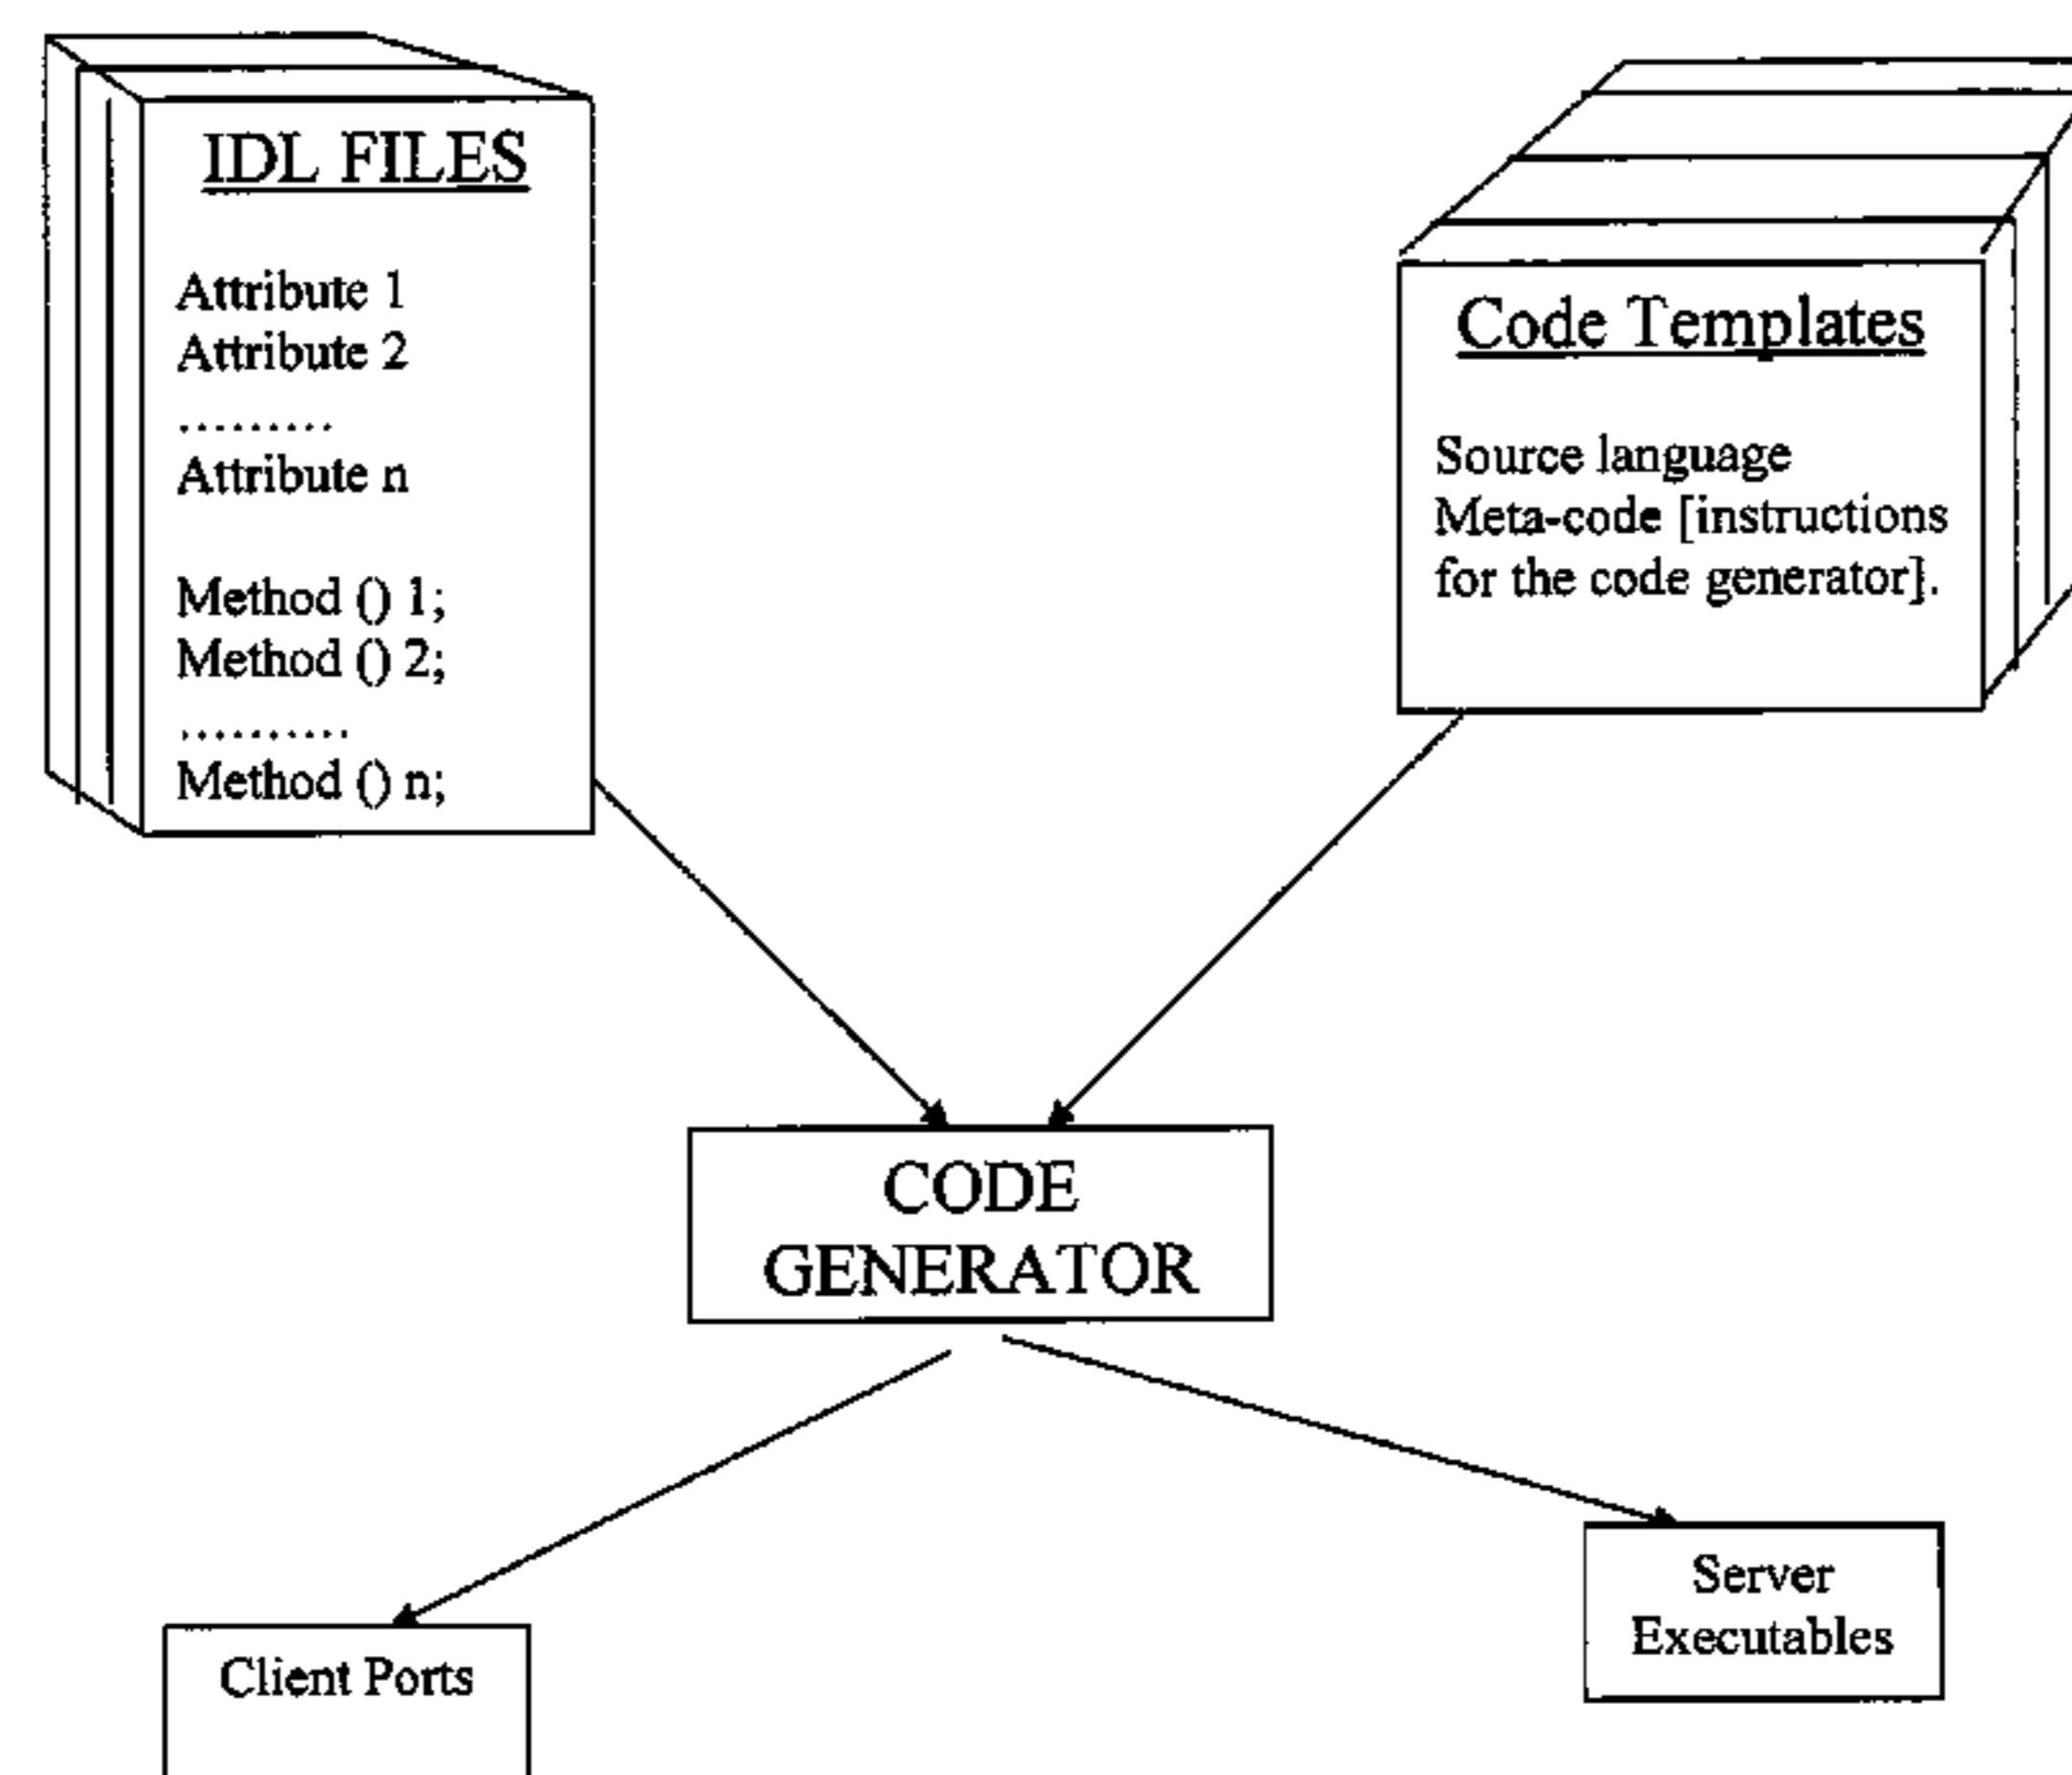 IDL FILES
Attribute 1
Attribute 2
.........
Attribute n
Method () 1;
Method () 2;
..........
Method () n;
Code Templates
Source language
Meta-code [instructions
for the code generator].
CODE
GENERATOR
Server
Executables
Client Ports